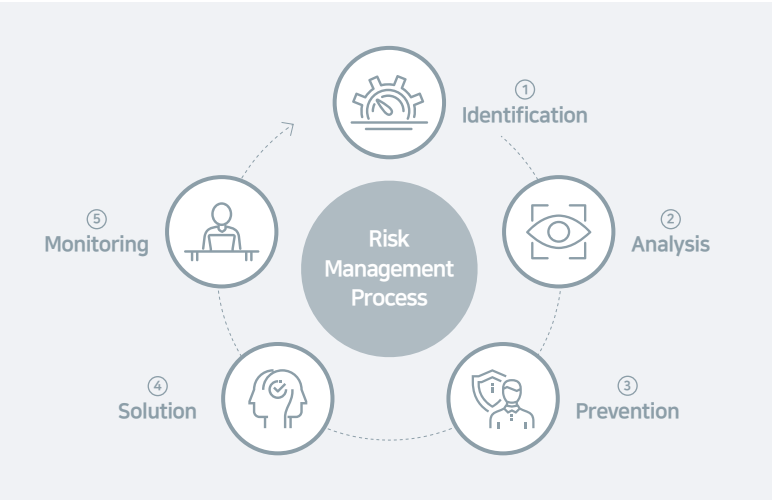 ① Identification
② Analysis
③ Prevention
④ Solution
⑤ Monitoring
Risk
Management
Process